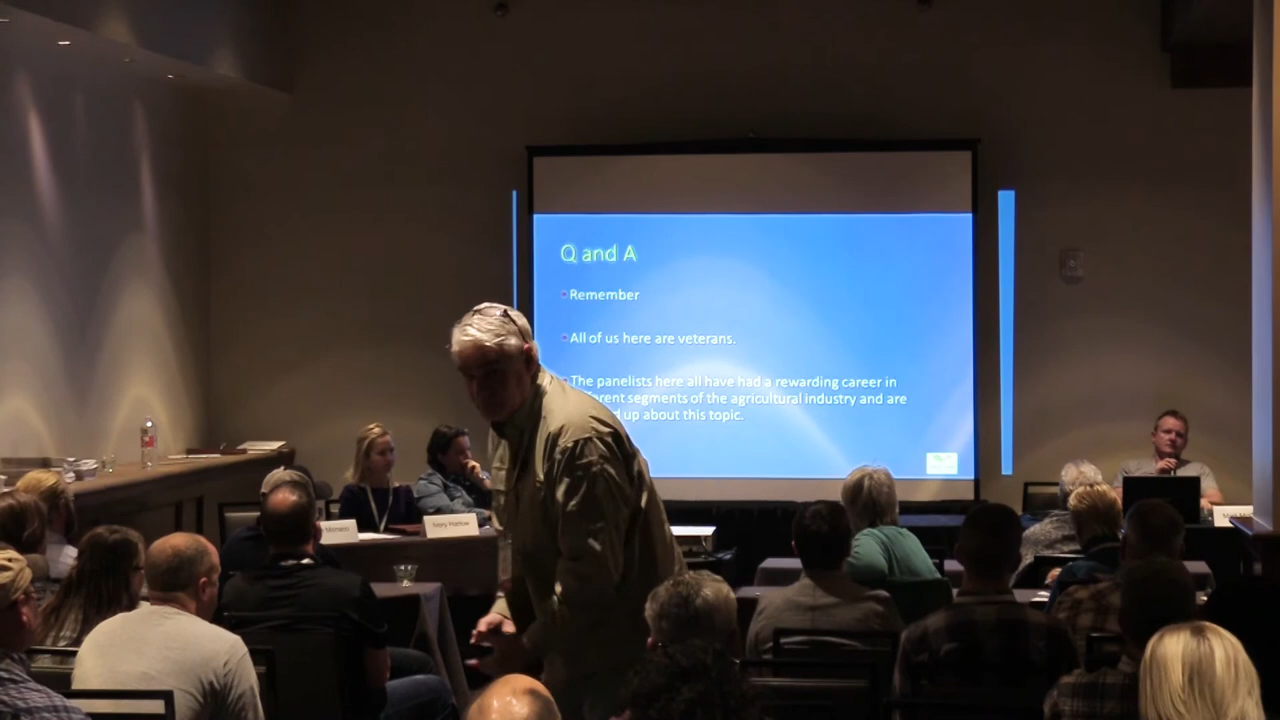 Q and A
Remember
All of us here are veterans.
The panelists here all have had a rewarding career in
segments of the agricultural industry and are
up about this topic.
Ivory Harlow